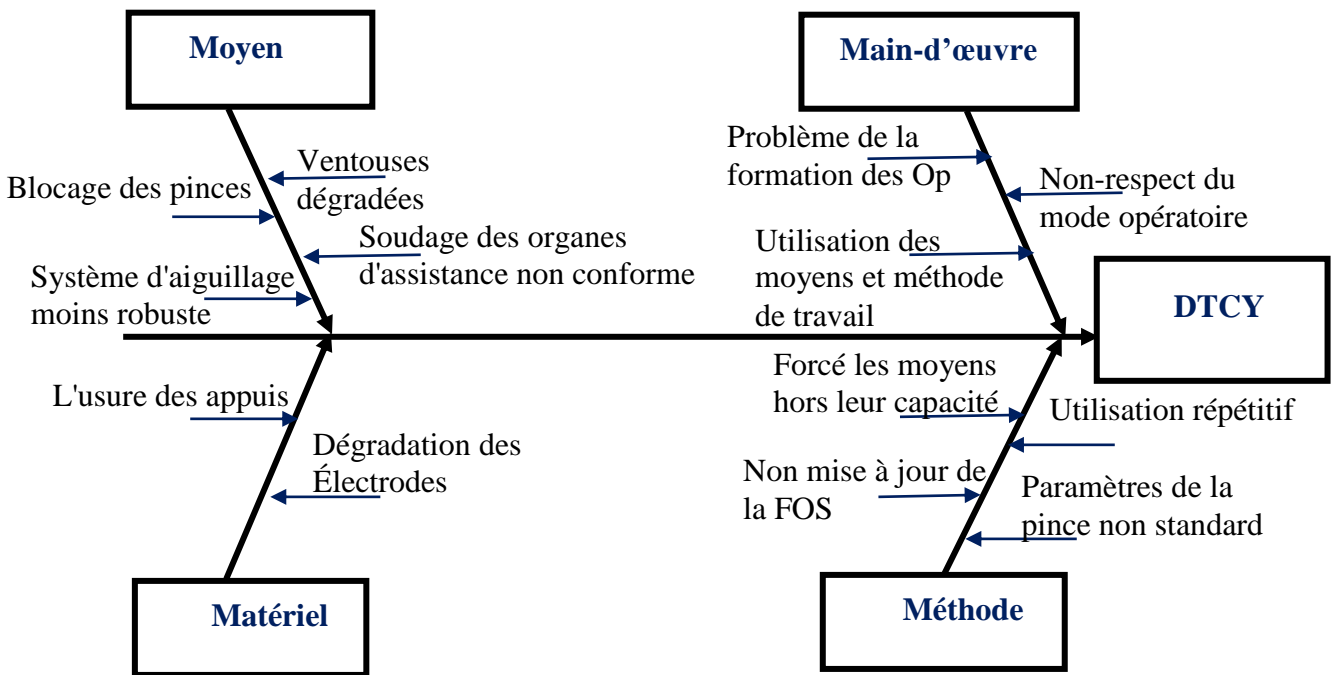 Moyen
Main-d’œuvre
Ventouses
dégradées
Blocage des pinces
Soudage des organes
d'assistance non conforme
Système d'aiguillage
moins robuste
Problème de la
formation des Op
Non-respect du
mode opératoire
Utilisation des
moyens et méthode
de travail
DTCY
L'usure des appuis
Dégradation des
Électrodes
Forcé les moyens
hors leur capacité
Utilisation répétitif
Non mise à jour de
la FOS
Paramètres de la
pince non standard
Matériel
Méthode